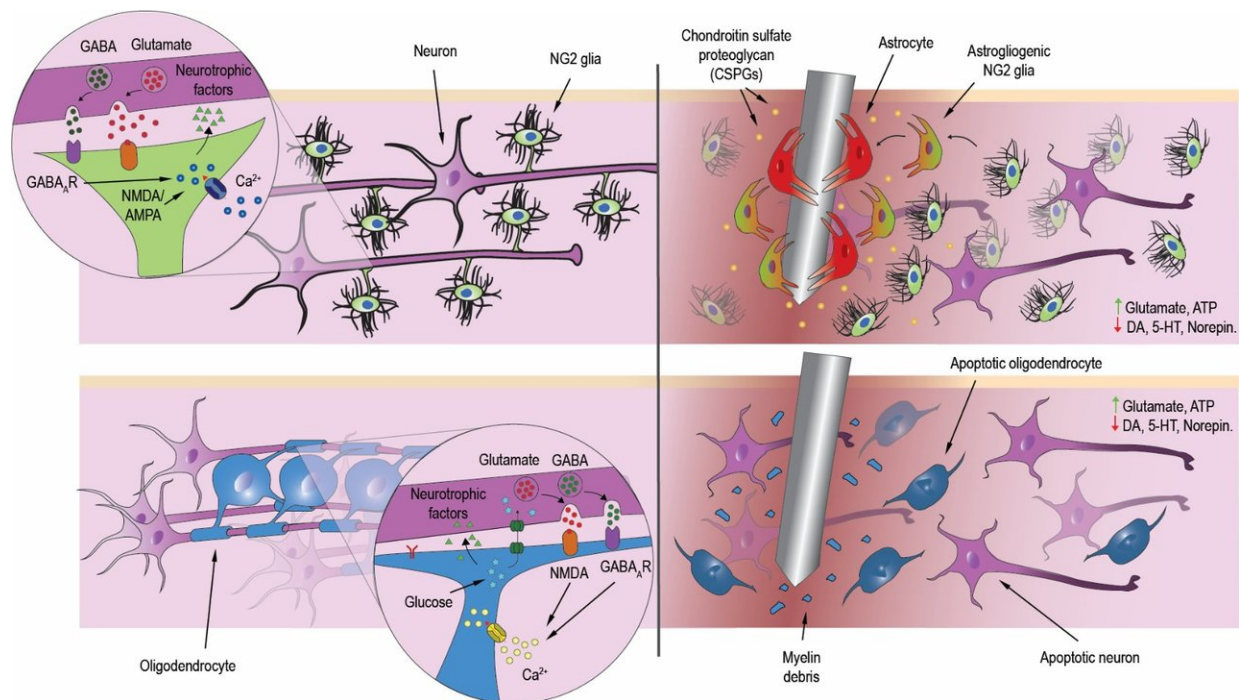 GABA
Glutamate
Neurotrophic
factors
GABA_AR
NMDA/
AMPA
Ca²⁺
Neuron
NG2 glia
Chondroitin sulfate
proteoglycan
(CSPGs)
Astrocyte
Astrogliogenic
NG2 glia
↑ Glutamate, ATP
↓ DA, 5-HT, Norepin.
Glutamate
GABA
Neurotrophic
factors
Glucose
NMDA
GABA_AR
Ca²⁺
Oligodendrocyte
Apoptotic oligodendrocyte
↑ Glutamate, ATP
↓ DA, 5-HT, Norepin.
Myelin
debris
Apoptotic neuron